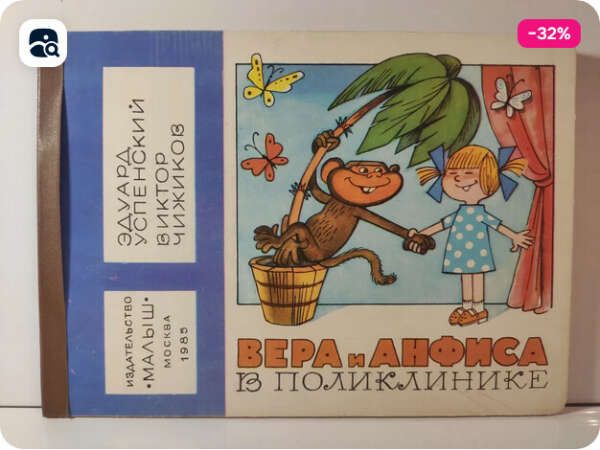 -32%
ЭДУАРД
УСПЕНСКИЙ
ВИКТОР
ЧИЖИКОВ
ИЗДАТЕЛЬСТВО
•МАЛЫШ•
МОСКВА
1985
ВЕРА и АНФИСА
В ПОЛИКЛИНИКЕ